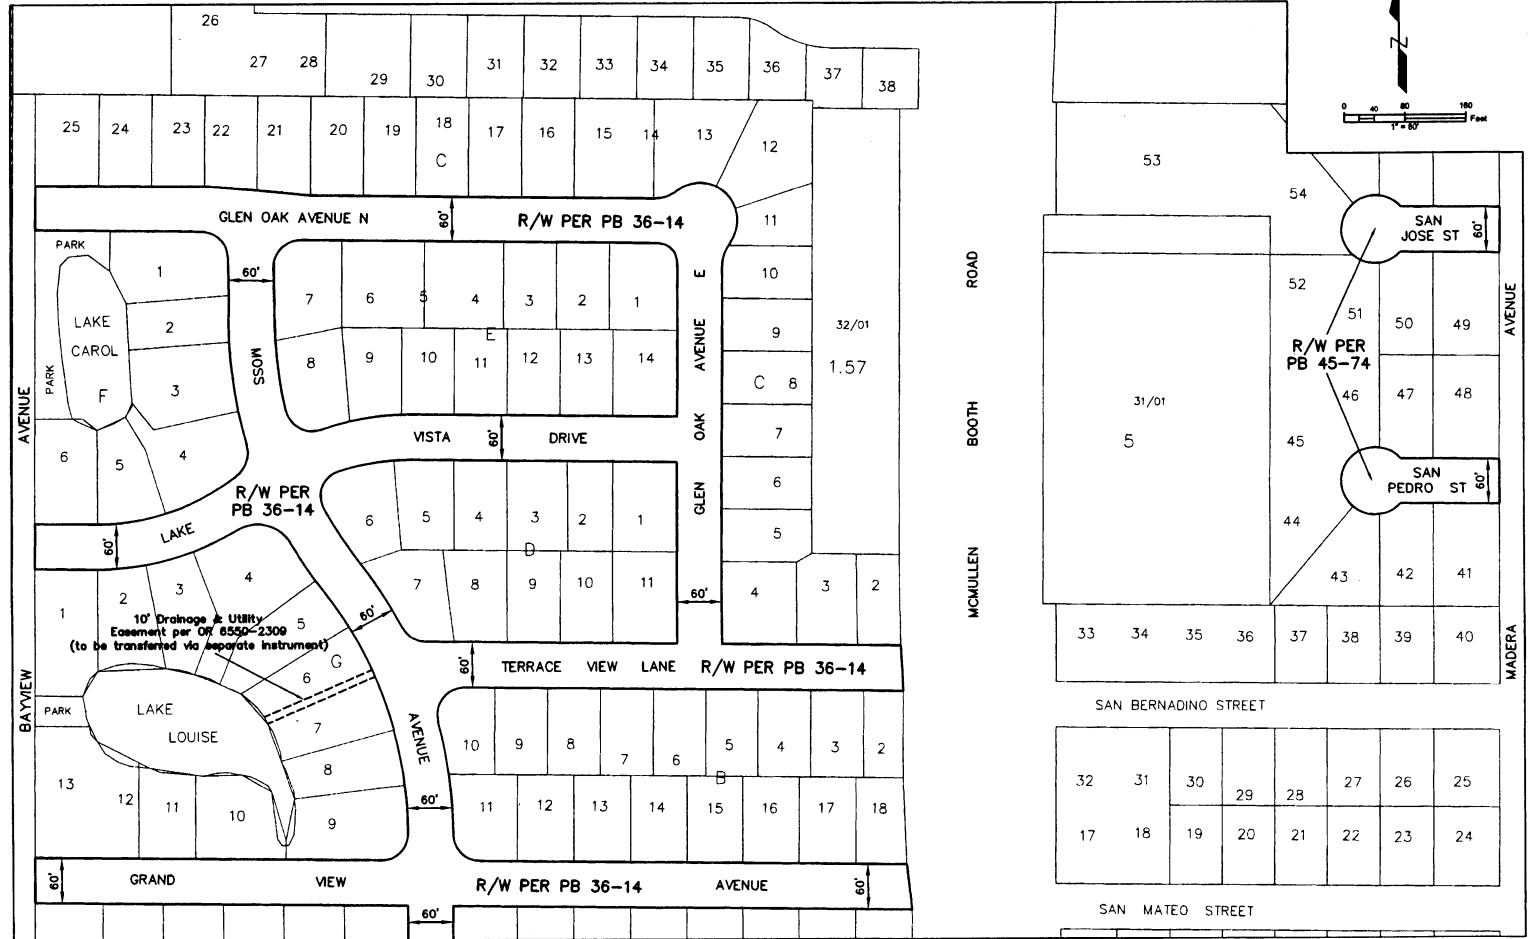 26
27 28 29 30 31 32 33 34 35 36 37 38
N
0 40 80 160
Feet
1" = 80'
25 24 23 22 21 20 19 18 17 16 15 14 13
C
12
53
54
GLEN OAK AVENUE N
60'
R/W PER PB 36-14
SAN
JOSE ST
60'
PARK
11
10
9
C 8
7
6
5
4
3
2
60'
1
2
3
4
5
6
LAKE
CAROL
F
PARK
MOSS
7 6 5 4 3 2 1
E
8 9 10 11 12 13 14
GLEN OAK AVENUE E
32/01
1.57
MCMULLEN BOOTH ROAD
31/01
5
52
51 50 49
R/W PER
PB 45-74
46 47 48
45
SAN
PEDRO ST
60'
44
43 42 41
AVENUE
MADERA
AVENUE
BAYVIEW
VISTA
60'
DRIVE
R/W PER
PB 36-14
60'
LAKE
6 5 4 3 2 1
D
7 8 9 10 11
60'
60'
1 2 3 4
10' Drainage & Utility
Easement per OR 6550-2309
(to be transferred via separate instrument)
5
G
6
7
8
9
PARK
LAKE
LOUISE
13 12 11 10
60'
TERRACE VIEW LANE
R/W PER PB 36-14
33 34 35 36 37 38 39 40
SAN BERNADINO STREET
AVENUE
10 9 8 7 6 5 4 3 2
B
11 12 13 14 15 16 17 18
60'
32 31 30 29 28 27 26 25
17 18 19 20 21 22 23 24
60'
GRAND VIEW
R/W PER PB 36-14
AVENUE
60'
60'
SAN MATEO STREET